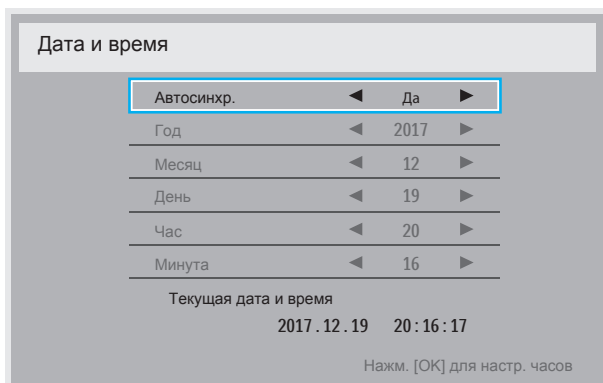 Дата и время
Автосинхр. ◄ Да ►
Год ◄ 2017 ►
Месяц ◄ 12 ►
День ◄ 19 ►
Час ◄ 20 ►
Минута ◄ 16 ►
Текущая дата и время
2017.12.19 20:16:17
Нажм. [OK] для настр. часов